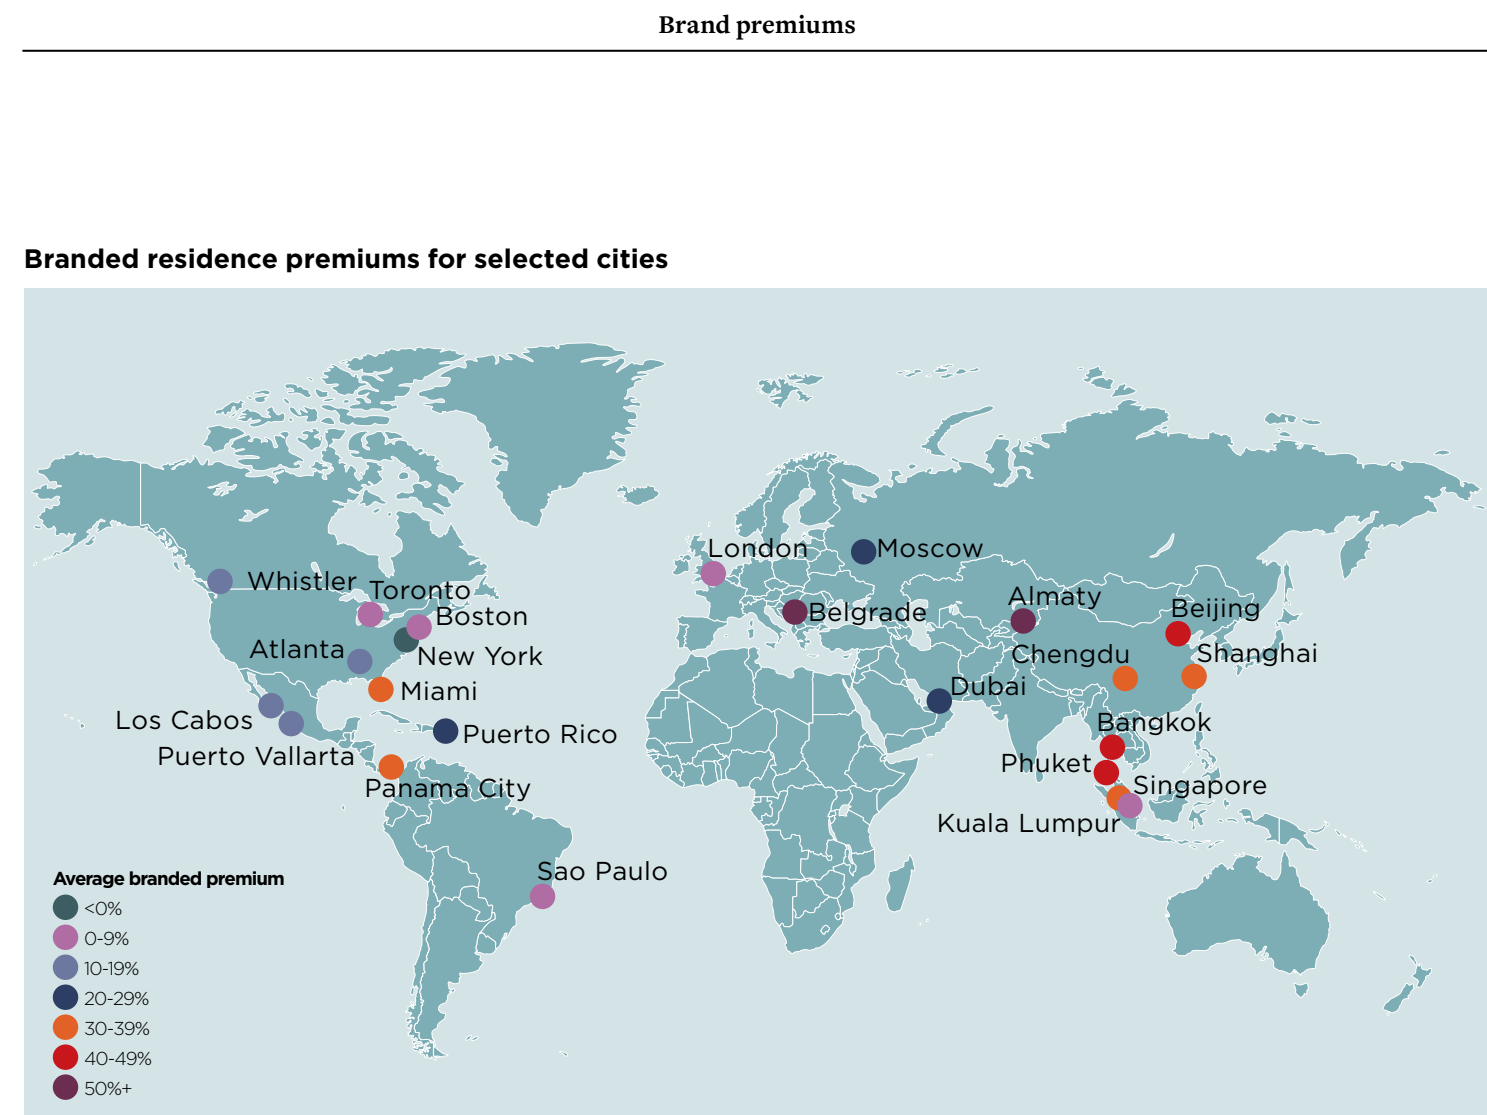 Brand premiums
Branded residence premiums for selected cities
London
Moscow
Whistler
Toronto
Almaty
Boston
Belgrade
Beijing
Atlanta
New York
Chengdu
Shanghai
Miami
Dubai
Los Cabos
Puerto Rico
Bangkok
Puerto Vallarta
Phuket
Panama City
Singapore
Kuala Lumpur
Sao Paulo
Average branded premium
<0%
0-9%
10-19%
20-29%
30-39%
40-49%
50%+